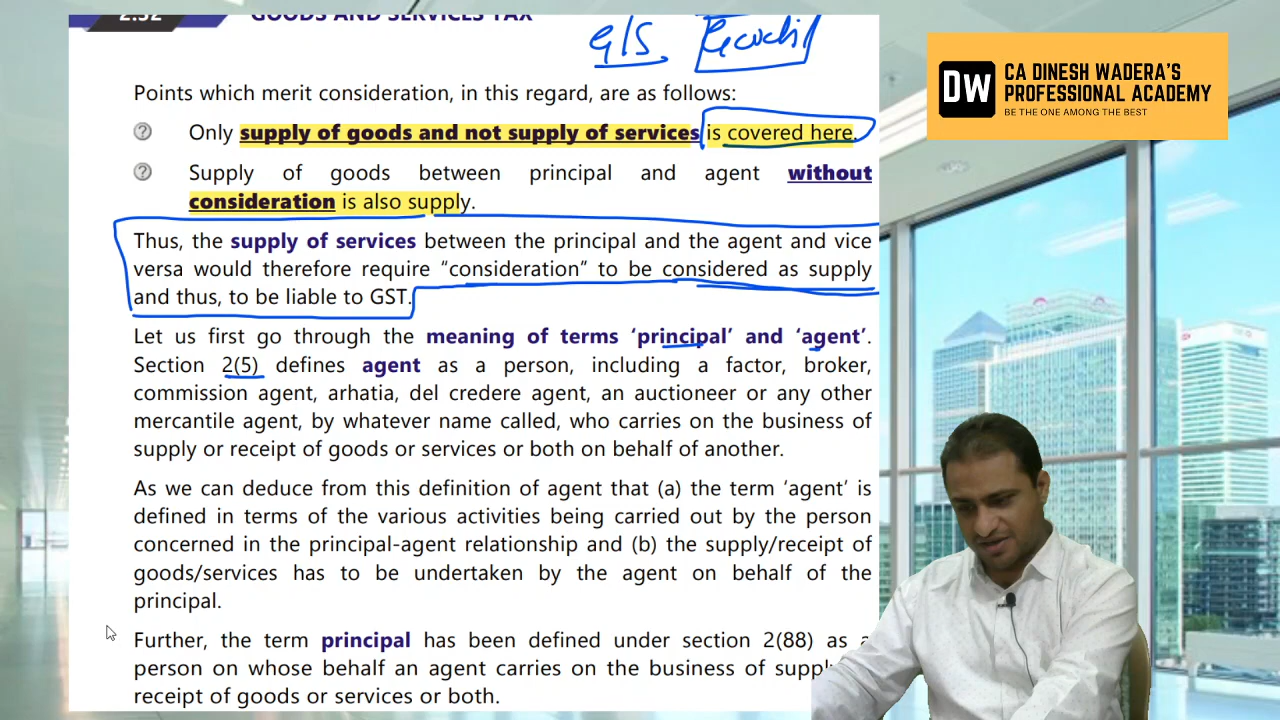 2.32 GOODS AND SERVICES TAX
G/S.
CA DINESH WADERA'S
DW PROFESSIONAL ACADEMY
BE THE ONE AMONG THE BEST
Points which merit consideration, in this regard, are as follows:
Only supply of goods and not supply of services is covered here.
Supply of goods between principal and agent without
consideration is also supply.
Thus, the supply of services between the principal and the agent and vice
versa would therefore require “consideration” to be considered as supply
and thus, to be liable to GST.
Let us first go through the meaning of terms ‘principal’ and ‘agent’.
Section 2(5) defines agent as a person, including a factor, broker,
commission agent, arhatia, del credere agent, an auctioneer or any other
mercantile agent, by whatever name called, who carries on the business of
supply or receipt of goods or services or both on behalf of another.
As we can deduce from this definition of agent that (a) the term ‘agent’ is
defined in terms of the various activities being carried out by the person
concerned in the principal-agent relationship and (b) the supply/receipt of
goods/services has to be undertaken by the agent on behalf of the
principal.
Further, the term principal has been defined under section 2(88) as a
person on whose behalf an agent carries on the business of supply
receipt of goods or services or both.